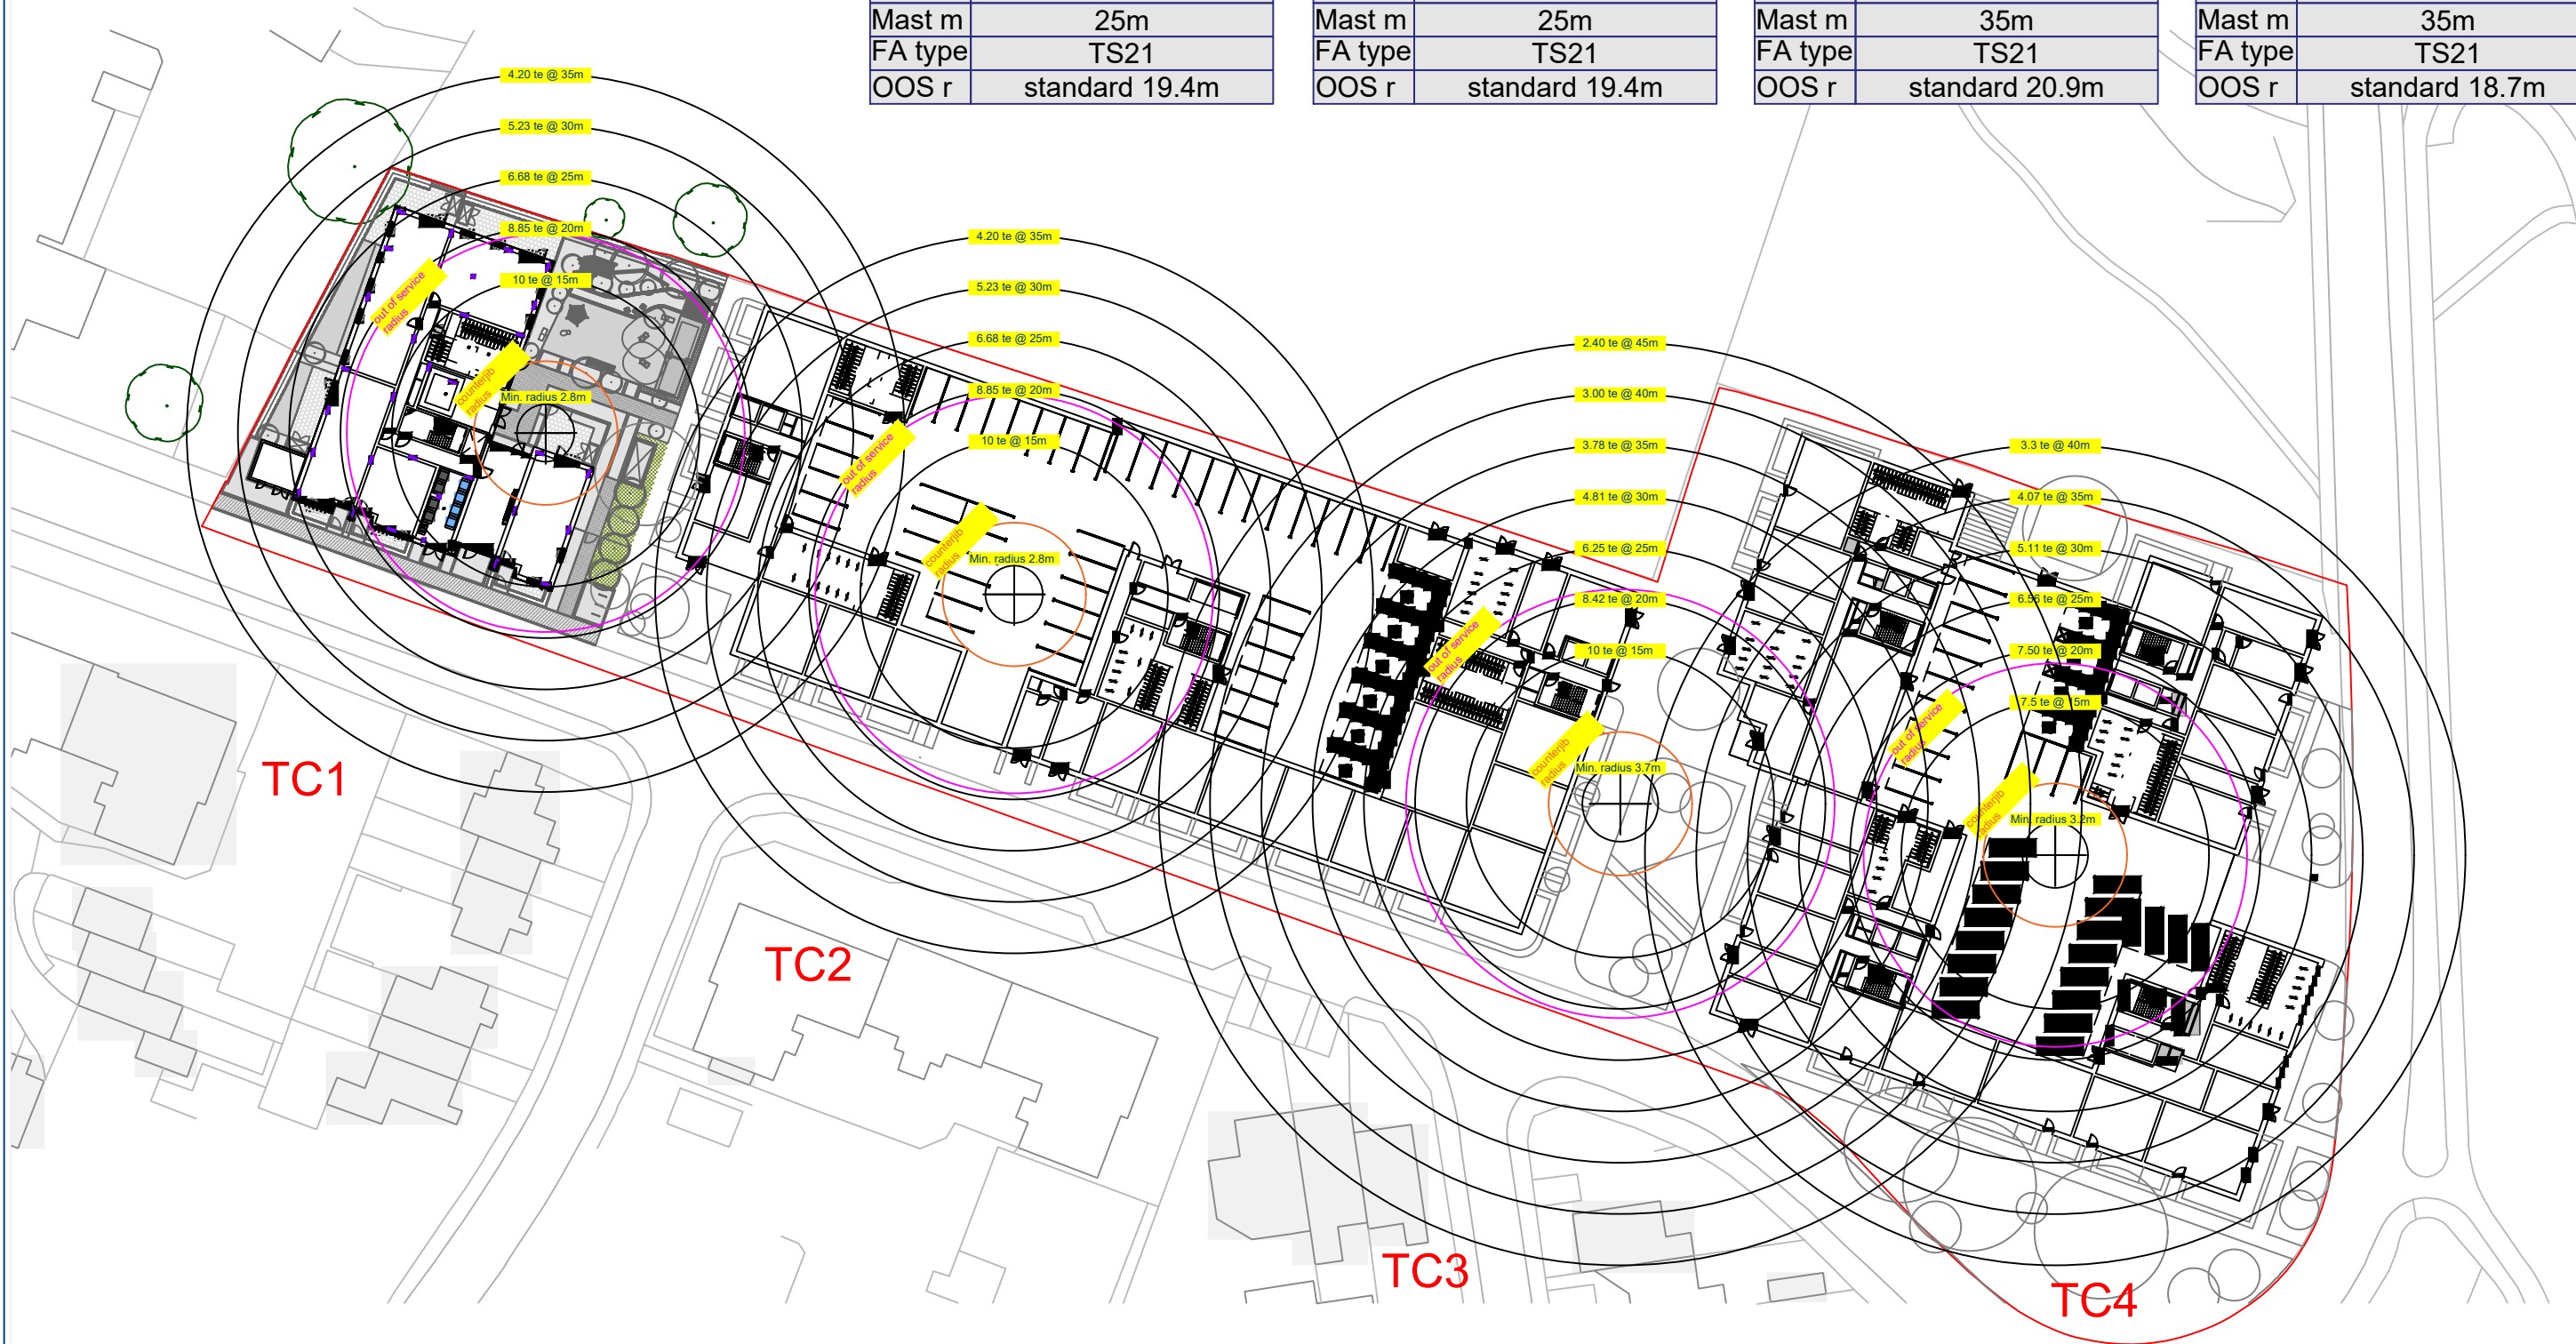 Mast m 25m
FA type TS21
OOS r standard 19.4m
Mast m 25m
FA type TS21
OOS r standard 19.4m
Mast m 35m
FA type TS21
OOS r standard 20.9m
Mast m 35m
FA type TS21
OOS r standard 18.7m
4.20 te @ 35m
5.23 te @ 30m
6.68 te @ 25m
8.85 te @ 20m
10 te @ 15m
out of service
radius
counterjib
radius
Min. radius 2.8m
TC1
4.20 te @ 35m
5.23 te @ 30m
6.68 te @ 25m
8.85 te @ 20m
10 te @ 15m
out of service
radius
counterjib
radius
Min. radius 2.8m
TC2
2.40 te @ 45m
3.00 te @ 40m
3.78 te @ 35m
4.81 te @ 30m
6.25 te @ 25m
8.42 te @ 20m
10 te @ 15m
out of service
radius
counterjib
radius
Min. radius 3.7m
TC3
3.3 te @ 40m
4.07 te @ 35m
5.11 te @ 30m
6.56 te @ 25m
7.50 te @ 20m
7.5 te @ 15m
out of service
radius
counterjib
radius
Min. radius 3.2m
TC4